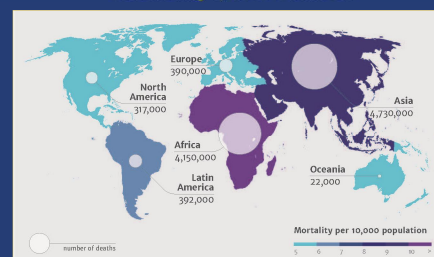 Europe
390,000
North
America
317,000
Asia
4,730,000
Africa
4,150,000
Latin
America
392,000
Oceania
22,000
Mortality per 10,000 population
5 6 7 8 9 10 >
number of deaths